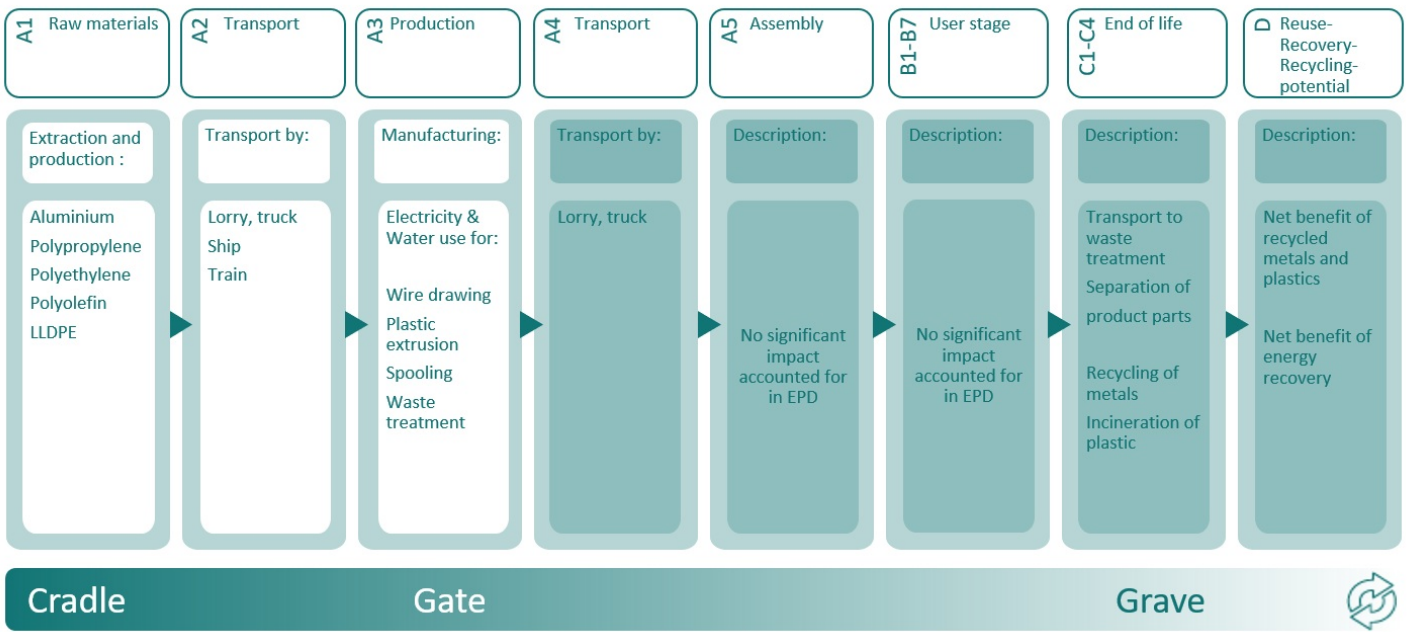 A1 Raw materials
Extraction and
production :
Aluminium
Polypropylene
Polyethylene
Polyolefin
LLDPE
A2 Transport
Transport by:
Lorry, truck
Ship
Train
A3 Production
Manufacturing:
Electricity &
Water use for:
Wire drawing
Plastic
extrusion
Spooling
Waste
treatment
A4 Transport
Transport by:
Lorry, truck
A5 Assembly
Description:
No significant
impact
accounted for
in EPD
B1-B7 User stage
Description:
No significant
impact
accounted for
in EPD
C1-C4 End of life
Description:
Transport to
waste
treatment
Separation of
product parts
Recycling of
metals
Incineration of
plastic
D Reuse-
Recovery-
Recycling-
potential
Description:
Net benefit of
recycled
metals and
plastics
Net benefit of
energy
recovery
Cradle Gate Grave